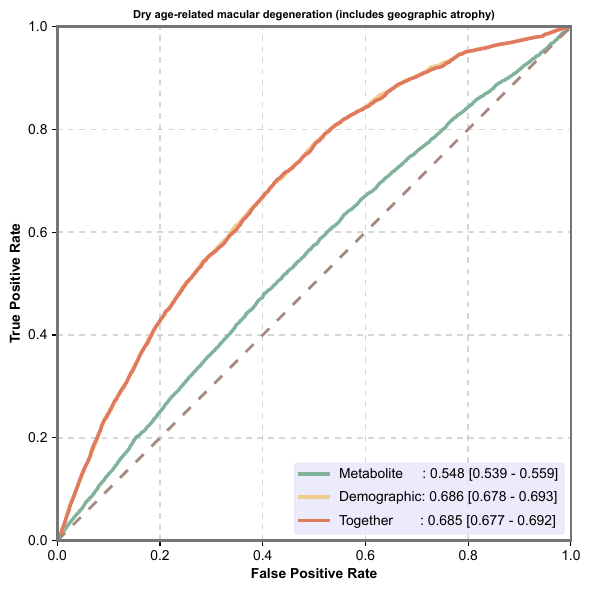 Dry age-related macular degeneration (includes geographic atrophy)
True Positive Rate
1.0
0.8
0.6
0.4
0.2
0.0
0.0 0.2 0.4 0.6 0.8 1.0
False Positive Rate
Metabolite : 0.548 [0.539 - 0.559]
Demographic: 0.686 [0.678 - 0.693]
Together : 0.685 [0.677 - 0.692]